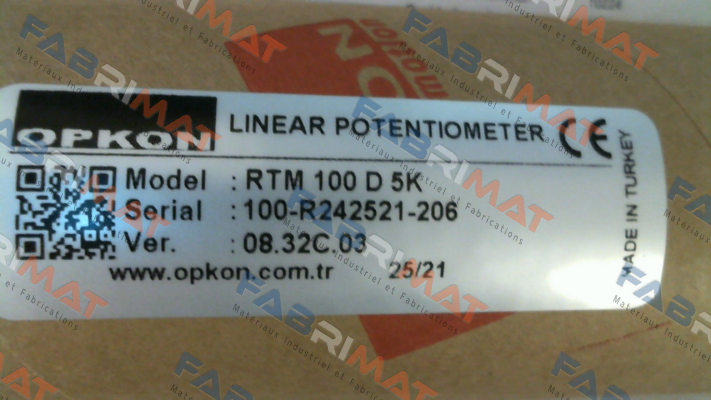 OPKON
LINEAR POTENTIOMETER
CE
Model : RTM 100 D 5K
Serial : 100-R242521-206
Ver. : 08.32C.03
www.opkon.com.tr 25/21
MADE IN TURKEY
FABRIMAT
Materiaux Industriel et Fabrications